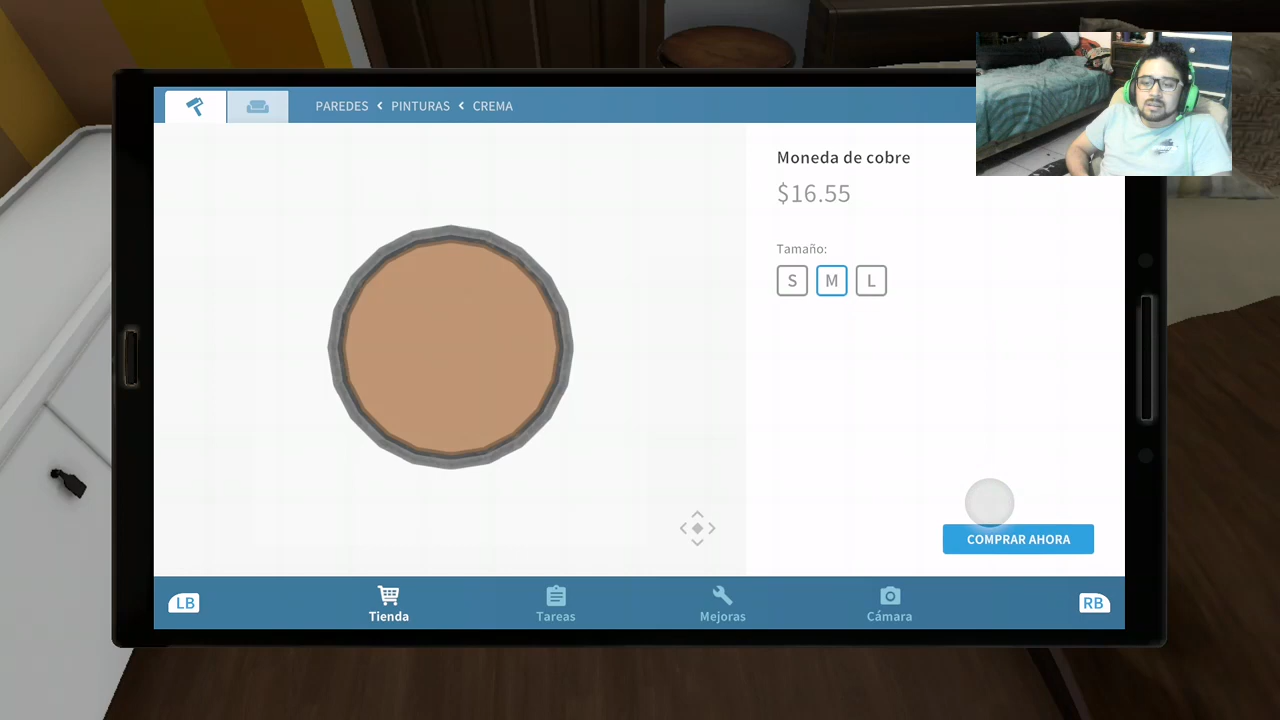 PAREDES < PINTURAS < CREMA
Moneda de cobre
$16.55
Tamaño:
S M L
COMPRAR AHORA
LB
Tienda
Tareas
Mejoras
Cámara
RB